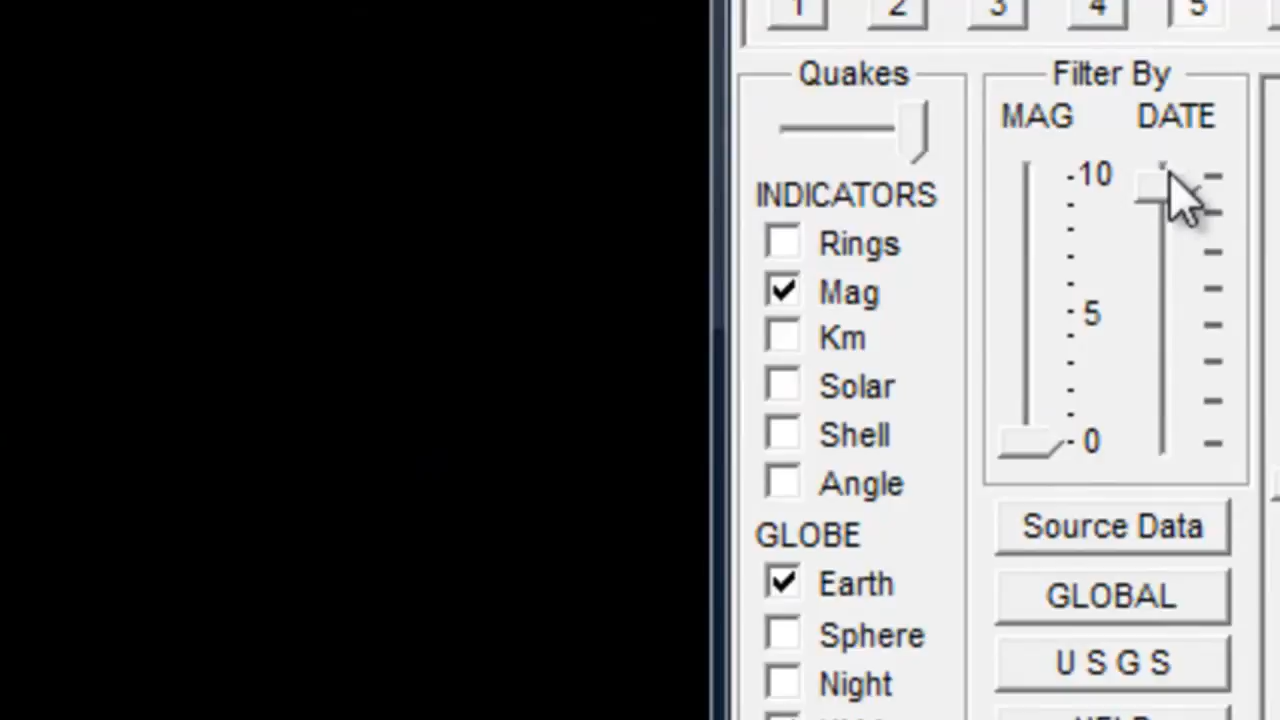 1 2 3 4 5
Quakes
Filter By
MAG DATE
10
INDICATORS
Rings
Mag
5
Km
Solar
Shell
0
Angle
Source Data
GLOBE
Earth
GLOBAL
Sphere
U S G S
Night